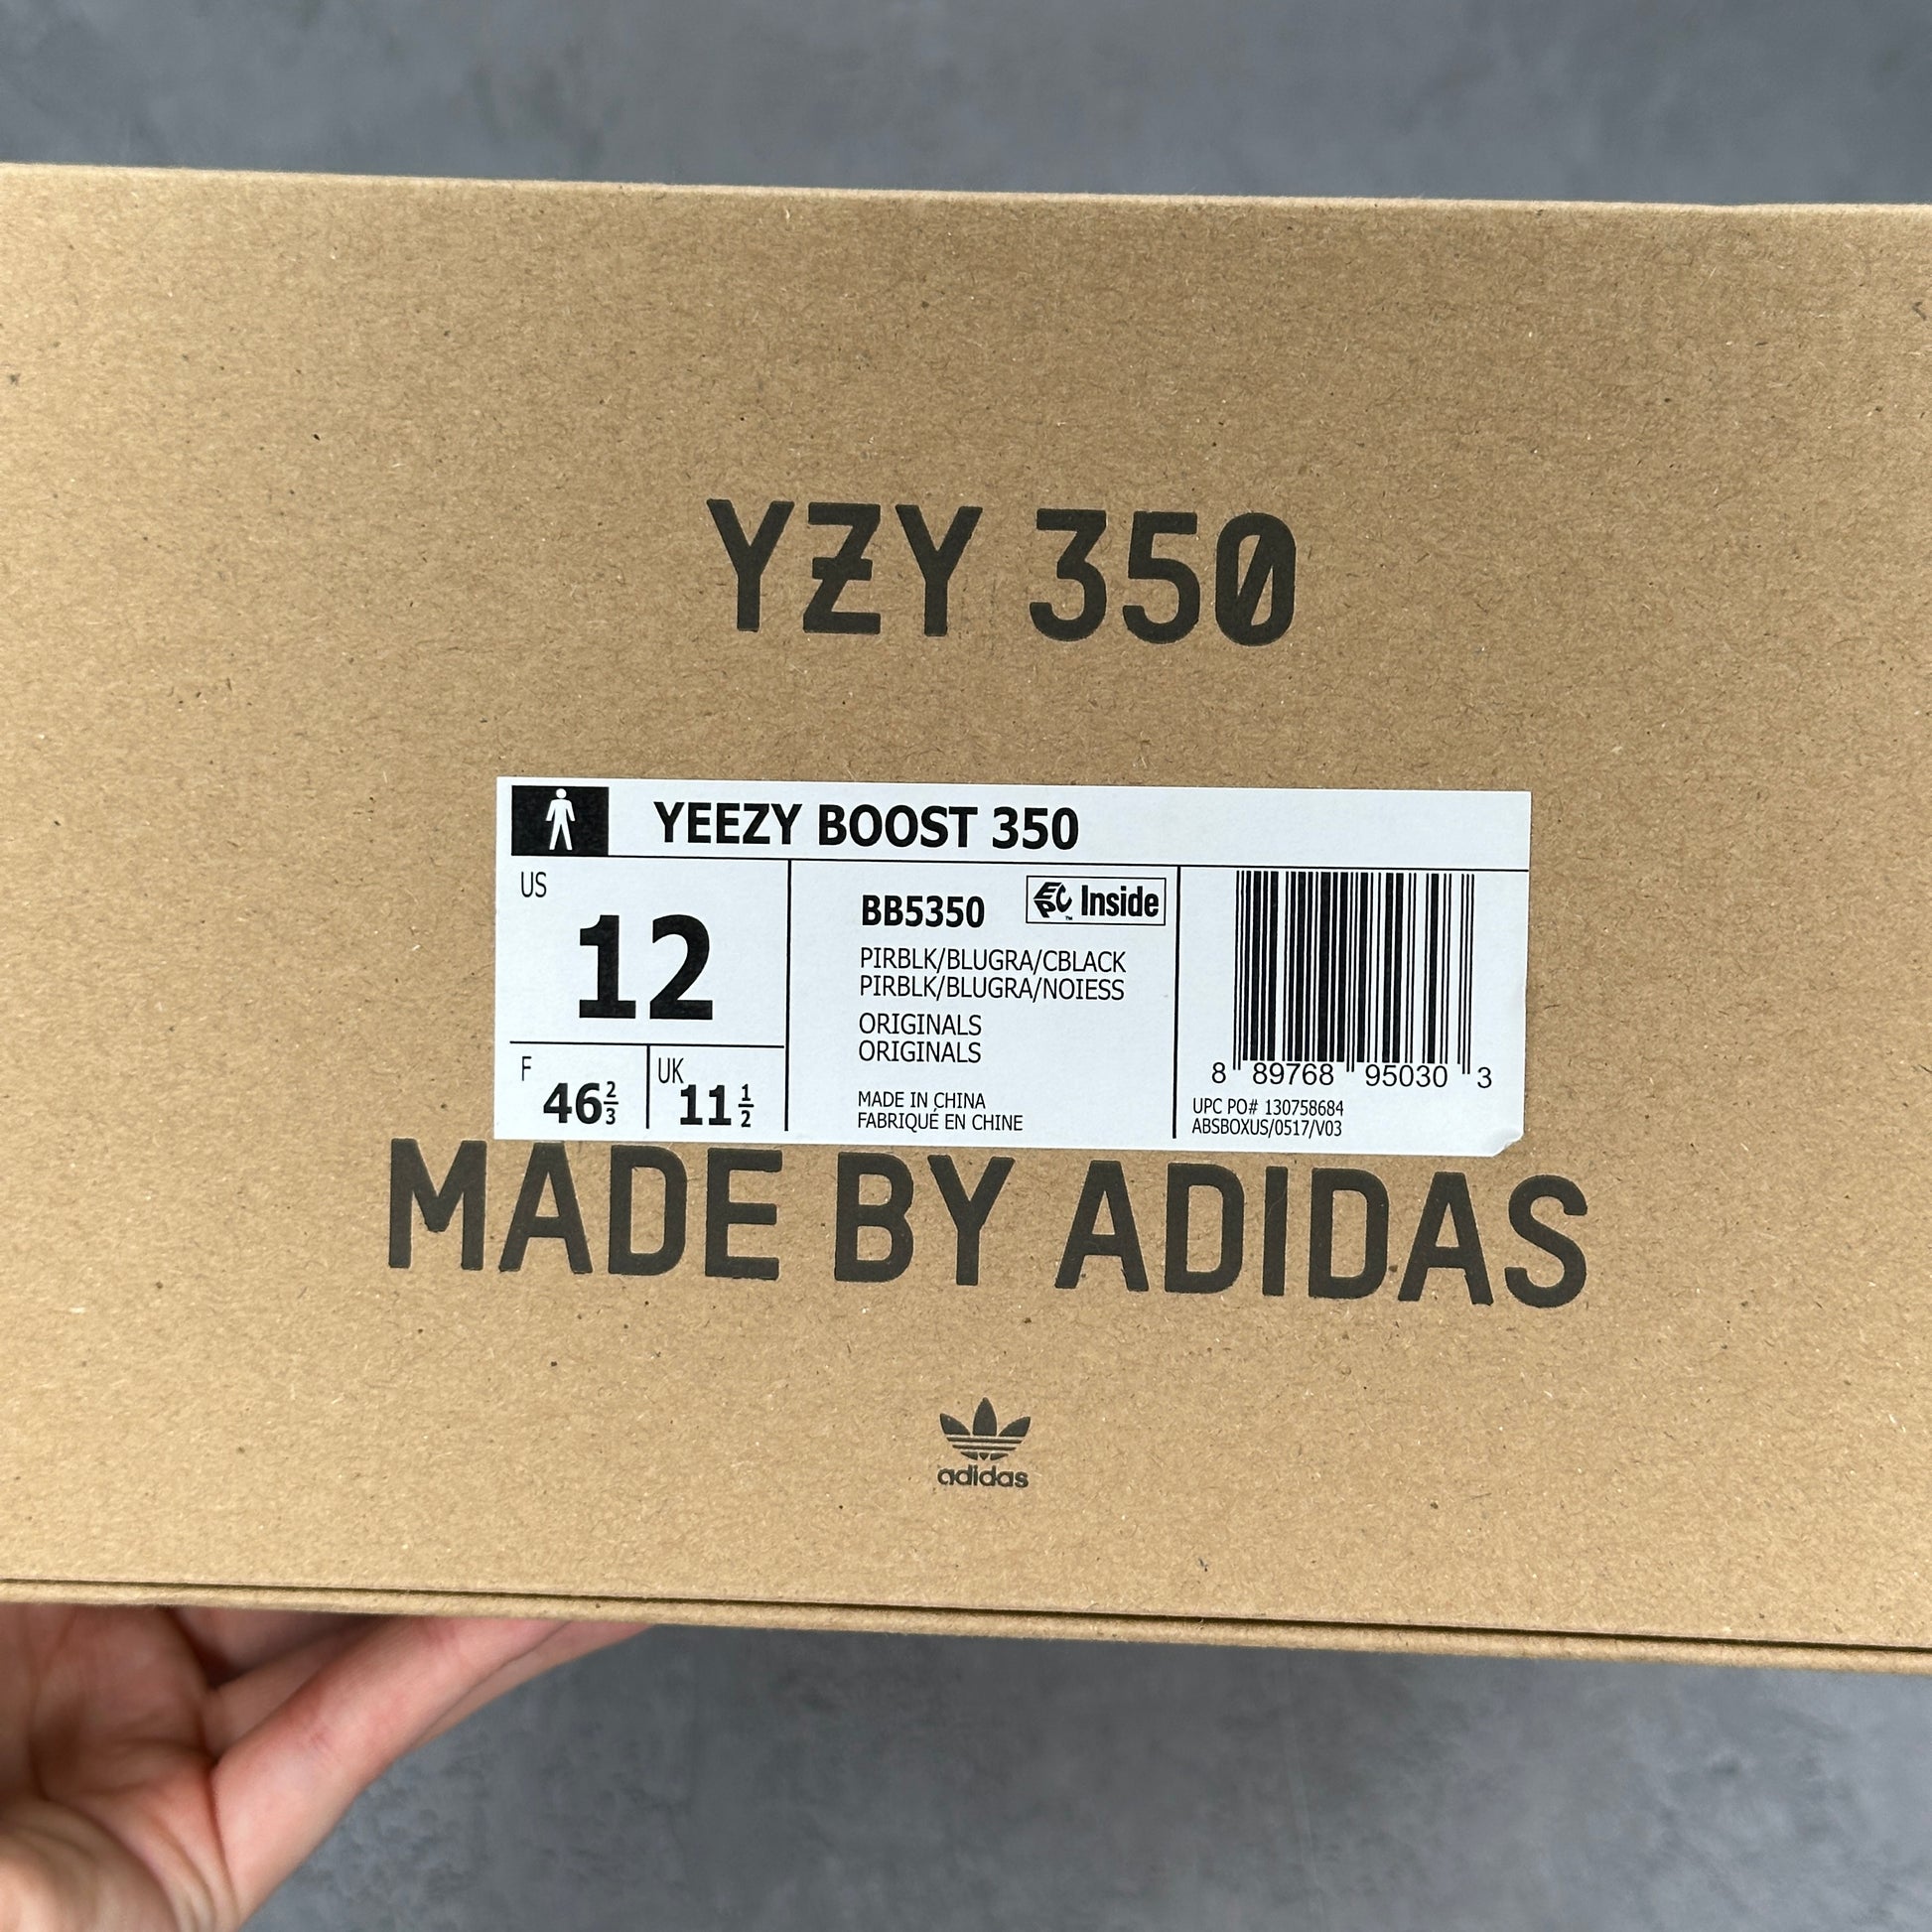 YZY 350
YEEZY BOOST 350
US
12
F
46 2/3
UK
11 1/2
BB5350
EPC Inside
™
PIRBLK/BLUGRA/CBLACK
PIRBLK/BLUGRA/NOIESS
ORIGINALS
ORIGINALS
MADE IN CHINA
FABRIQUÉ EN CHINE
8 89768 95030 3
UPC PO# 130758684
ABSBOXUS/0517/V03
MADE BY ADIDAS
adidas